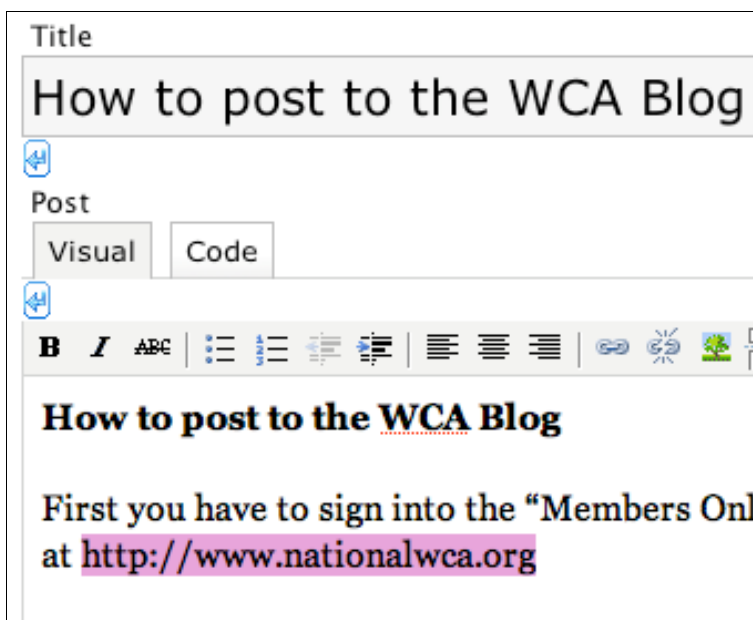 Title
How to post to the WCA Blog
Post
Visual Code
B I ABC
How to post to the WCA Blog
First you have to sign into the “Members Onl
at http://www.nationalwca.org